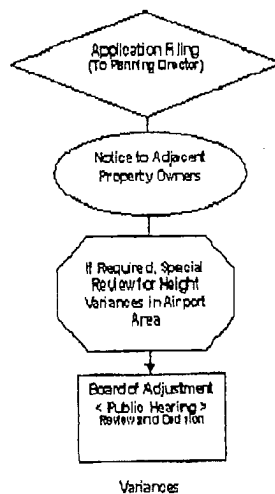 Application Filing
(To Planning Director)
Notice to Adjacent
Property Owners
If Required, Special
Review for Height
Variances in Airport
Area
Board of Adjustment
< Public Hearing >
Review and Decision
Variances